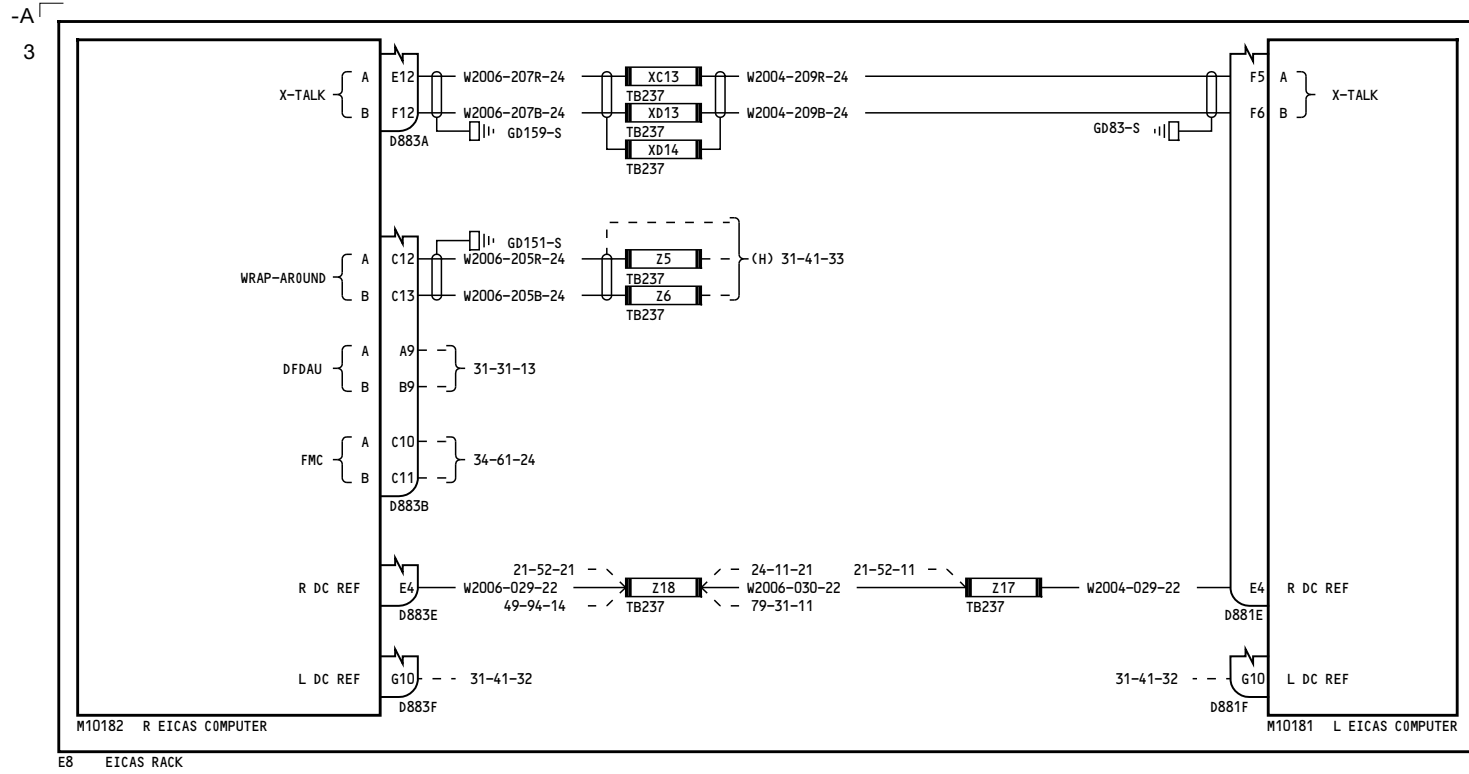 -A
3
X-TALK A E12 W2006-207R-24 XC13 W2004-209R-24 F5 A X-TALK
TB237
B F12 W2006-207B-24 XD13 W2004-209B-24 F6 B
GD159-S TB237 GD83-S
D883A XD14
TB237
GD151-S
A C12 W2006-205R-24 Z5 (H) 31-41-33
WRAP-AROUND TB237
B C13 W2006-205B-24 Z6
TB237
A A9
DFDAU 31-31-13
B B9
A C10
FMC 34-61-24
B C11
D883B
21-52-21 24-11-21 21-52-11
R DC REF E4 W2006-029-22 Z18 W2006-030-22 Z17 W2004-029-22 E4 R DC REF
49-94-14 TB237 79-31-11 TB237
D883E D881E
L DC REF G10 31-41-32 31-41-32 G10 L DC REF
D883F D881F
M10182 R EICAS COMPUTER M10181 L EICAS COMPUTER
E8 EICAS RACK